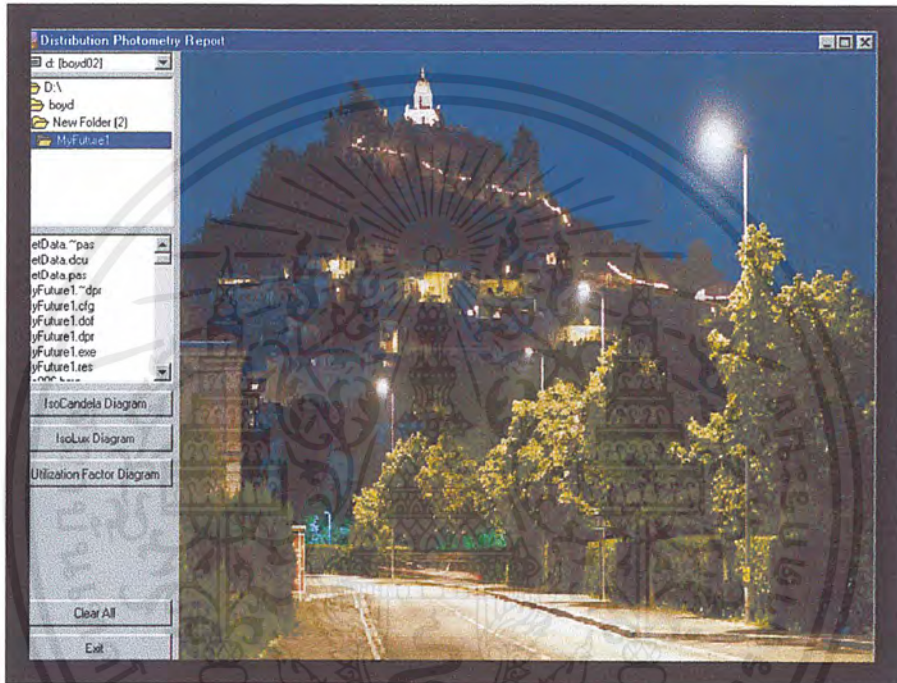 Distribution Photometry Report
d: [boyd02]
D:\
boyd
New Folder (2)
MyFuture1
etData.~pas
etData.dcu
etData.pas
yFuture1.~dpr
yFuture1.cfg
yFuture1.dof
yFuture1.dpr
yFuture1.exe
yFuture1.res
IsoCandela Diagram
IsoLux Diagram
Utilization Factor Diagram
Clear All
Exit